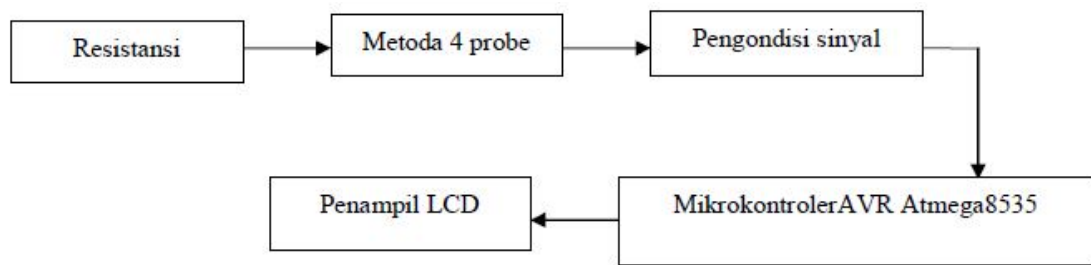 Resistansi
Metoda 4 probe
Pengondisi sinyal
Penampil LCD
MikrokontrolerAVR Atmega8535